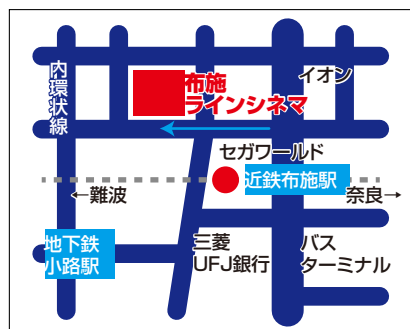 内環状線
布施
ラインシネマ
イオン
セガワールド
近鉄布施駅
←難波
奈良→
地下鉄
小路駅
三菱
UFJ銀行
バス
ターミナル